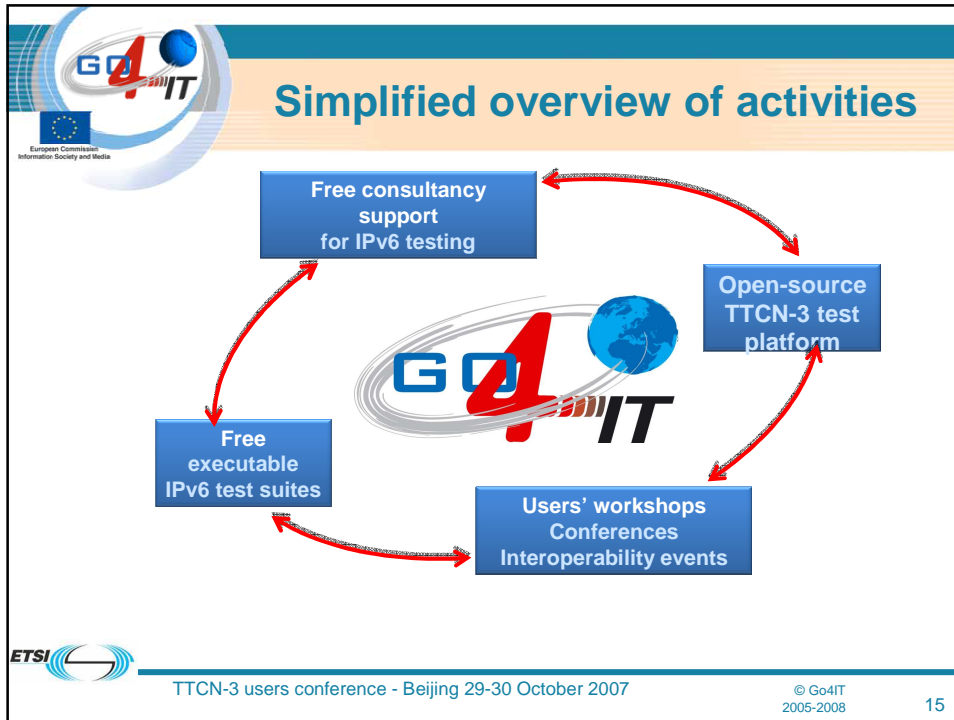 GO4IT
European Commission
Information Society and Media
Simplified overview of activities
Free consultancy
support
for IPv6 testing
Open-source
TTCN-3 test
platform
GO4IT
Free
executable
IPv6 test suites
Users’ workshops
Conferences
Interoperability events
ETSI
TTCN-3 users conference - Beijing 29-30 October 2007
© Go4IT
2005-2008
15